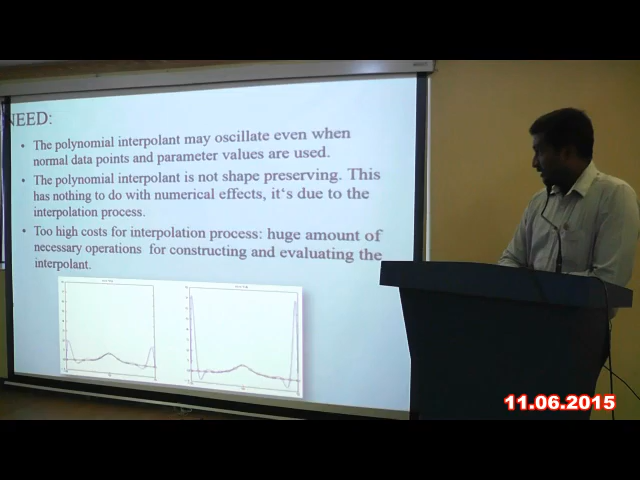 NEED:
• The polynomial interpolant may oscillate even when
normal data points and parameter values are used.
• The polynomial interpolant is not shape preserving. This
has nothing to do with numerical effects, it's due to the
interpolation process.
• Too high costs for interpolation process: huge amount of
necessary operations for constructing and evaluating the
interpolant.
11.06.2015